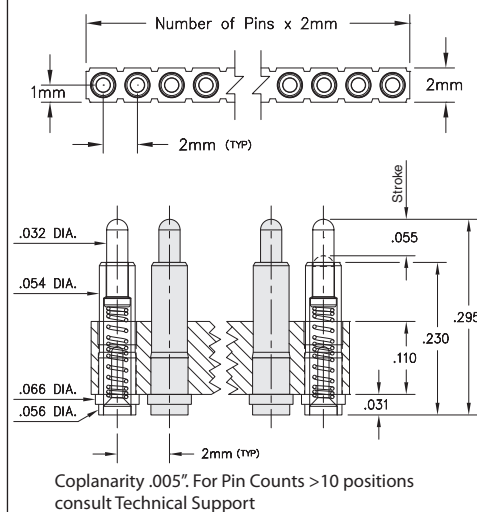 Number of Pins x 2mm
1mm
2mm
2mm (TYP)
Stroke
.032 DIA.
.055
.054 DIA.
.295
.230
.110
.066 DIA.
.031
.056 DIA.
2mm (TYP)
Coplanarity .005”. For Pin Counts >10 positions
consult Technical Support